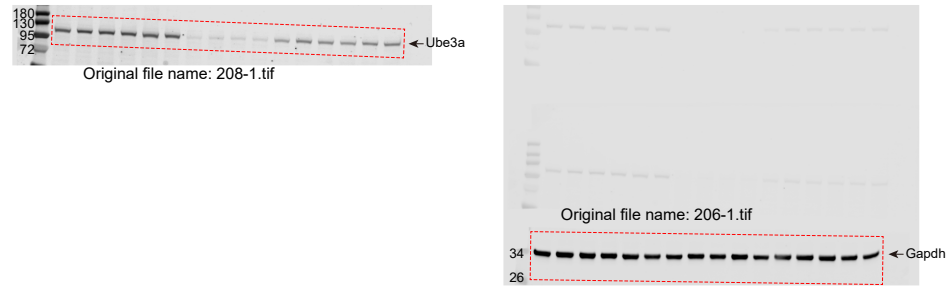 180
130
95
72
Ube3a
Original file name: 208-1.tif
Original file name: 206-1.tif
34
Gapdh
26